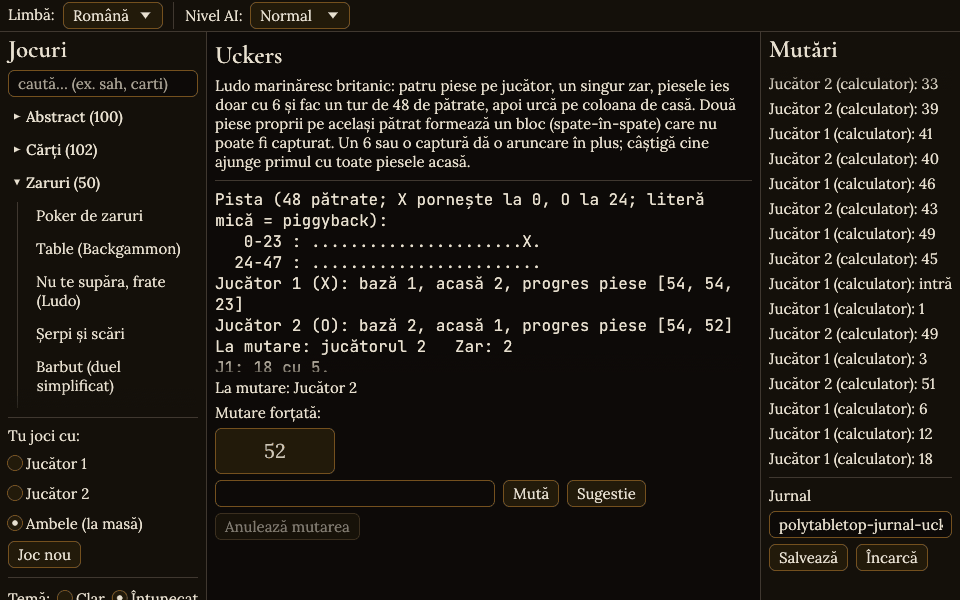 Limbă: Română ▼ Nivel AI: Normal ▼
Jocuri
caută... (ex. sah, carti)
▸ Abstract (100)
▸ Cărți (102)
▾ Zaruri (50)
Poker de zaruri
Table (Backgammon)
Nu te supăra, frate
(Ludo)
Șerpi și scări
Barbut (duel
simplificat)
Tu joci cu:
Jucător 1
Jucător 2
Ambele (la masă)
Joc nou
Temă: Clar Întunecat
Uckers
Ludo marinăresc britanic: patru piese pe jucător, un singur zar, piesele ies
doar cu 6 și fac un tur de 48 de pătrate, apoi urcă pe coloana de casă. Două
piese proprii pe același pătrat formează un bloc (spate-în-spate) care nu
poate fi capturat. Un 6 sau o captură dă o aruncare în plus; câștigă cine
ajunge primul cu toate piesele acasă.
Pista (48 pătrate; X pornește la 0, O la 24; literă
mică = piggyback):
0-23 : ......................X.
24-47 : ........................
Jucător 1 (X): bază 1, acasă 2, progres piese [54, 54,
23]
Jucător 2 (O): bază 2, acasă 1, progres piese [54, 52]
La mutare: jucătorul 2 Zar: 2
J1: 18 cu 5.
La mutare: Jucător 2
Mutare forțată:
52
Mută Sugestie
Anulează mutarea
Mutări
Jucător 2 (calculator): 33
Jucător 2 (calculator): 39
Jucător 1 (calculator): 41
Jucător 2 (calculator): 40
Jucător 1 (calculator): 46
Jucător 2 (calculator): 43
Jucător 1 (calculator): 49
Jucător 2 (calculator): 45
Jucător 1 (calculator): intră
Jucător 1 (calculator): 1
Jucător 2 (calculator): 49
Jucător 1 (calculator): 3
Jucător 2 (calculator): 51
Jucător 1 (calculator): 6
Jucător 1 (calculator): 12
Jucător 1 (calculator): 18
Jurnal
polytabletop-jurnal-uck
Salvează Încarcă